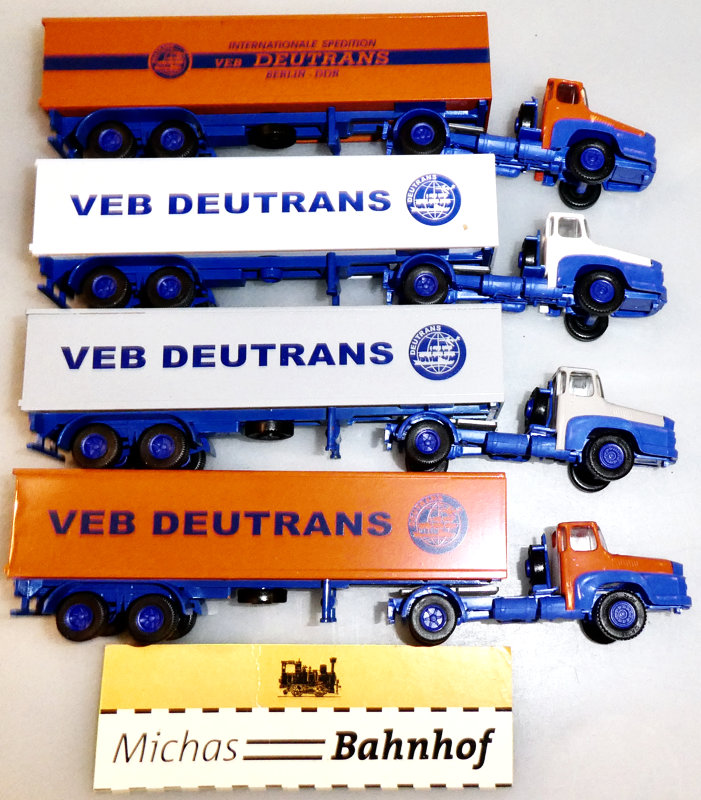 INTERNATIONALE SPEDITION
VEB DEUTRANS
BERLIN - DDR
VEB DEUTRANS
DEUTRANS
VEB DEUTRANS
DEUTRANS
VEB DEUTRANS
Michas Bahnhof